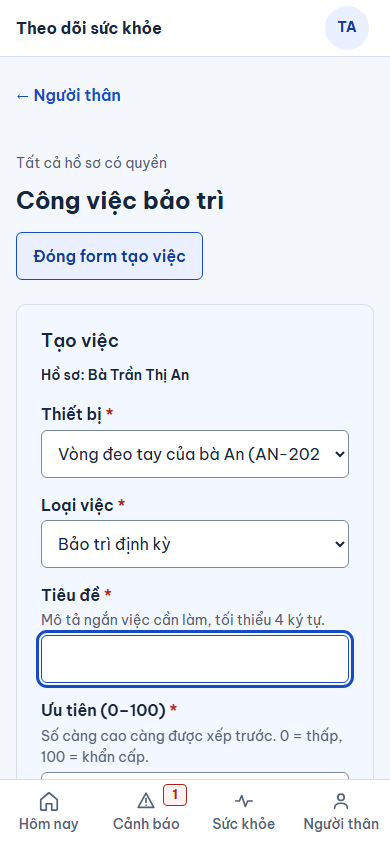 Theo dõi sức khỏe
TA
← Người thân
Tất cả hồ sơ có quyền
Công việc bảo trì
Đóng form tạo việc
Tạo việc
Hồ sơ: Bà Trần Thị An
Thiết bị *
Vòng đeo tay của bà An (AN-202
Loại việc *
Bảo trì định kỳ
Tiêu đề *
Mô tả ngắn việc cần làm, tối thiểu 4 ký tự.
Ưu tiên (0–100) *
Số càng cao càng được xếp trước. 0 = thấp,
100 = khẩn cấp.
1
Hôm nay
Cảnh báo
Sức khỏe
Người thân